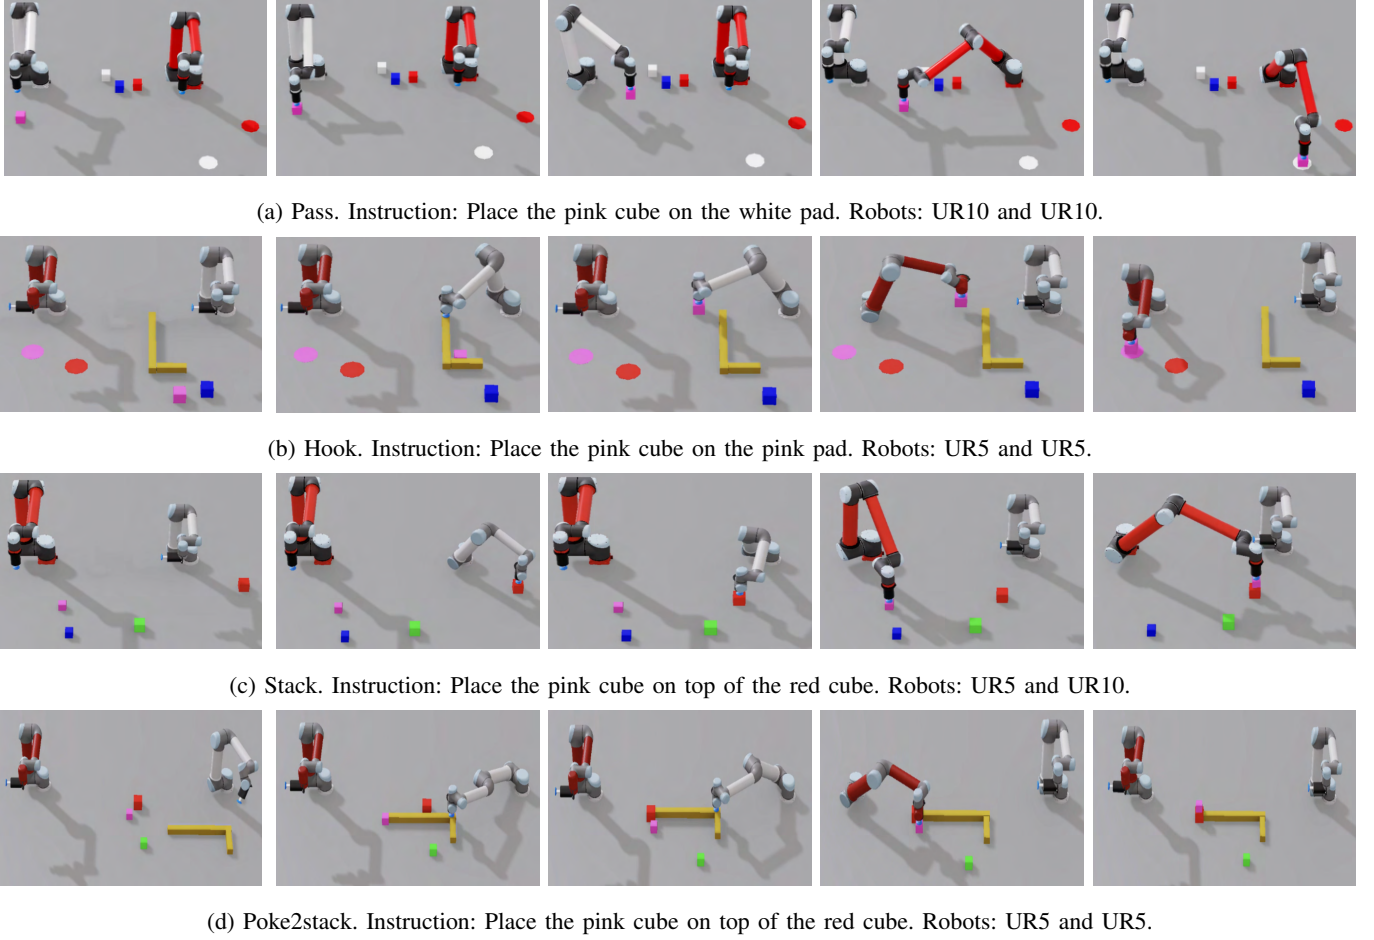 (a) Pass. Instruction: Place the pink cube on the white pad. Robots: UR10 and UR10.
(b) Hook. Instruction: Place the pink cube on the pink pad. Robots: UR5 and UR5.
(c) Stack. Instruction: Place the pink cube on top of the red cube. Robots: UR5 and UR10.
(d) Poke2stack. Instruction: Place the pink cube on top of the red cube. Robots: UR5 and UR5.